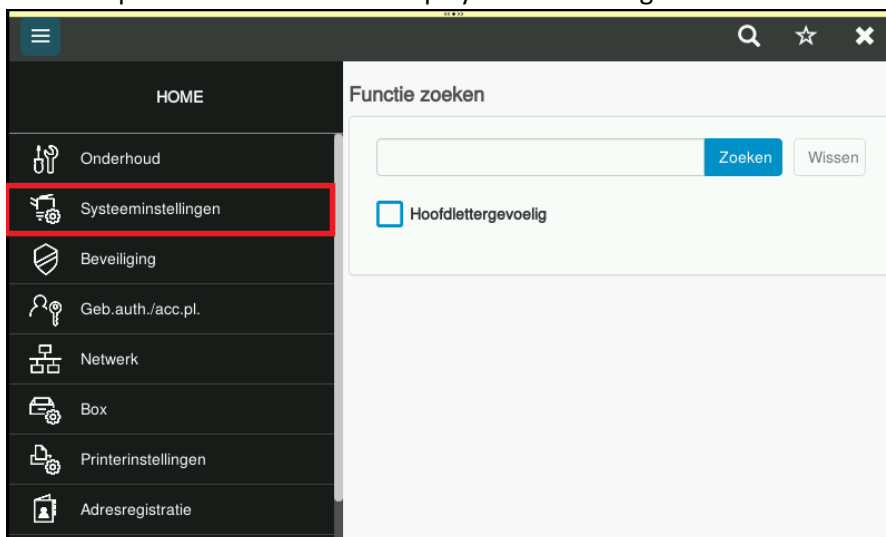 HOME
Functie zoeken
Onderhoud
Zoeken
Wissen
Systeeminstellingen
Hoofdlettergevoelig
Beveiliging
Geb.auth./acc.pl.
Netwerk
Box
Printerinstellingen
Adresregistratie